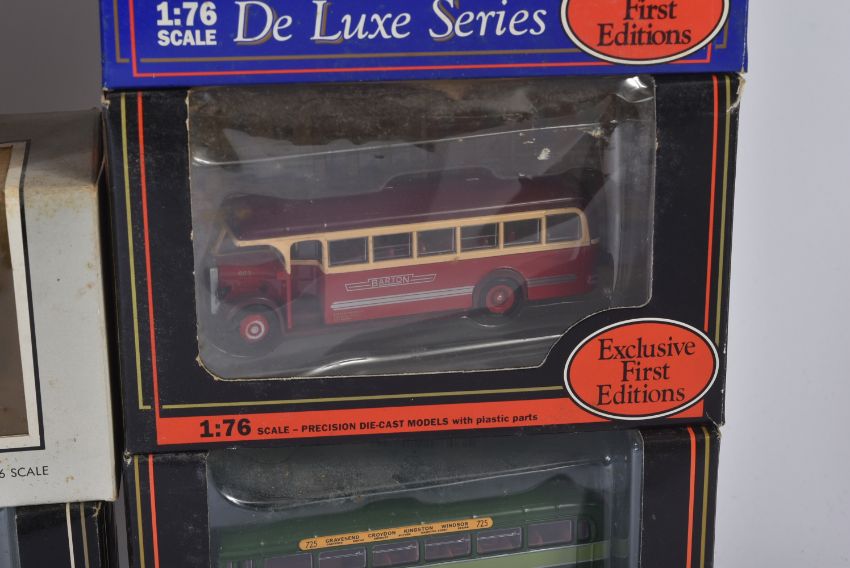 1:76
SCALE
De Luxe Series
First
Editions
BARTON
Exclusive
First
Editions
1:76 SCALE – PRECISION DIE-CAST MODELS with plastic parts
6 SCALE
725 GRAVESEND CROYDON KINGSTON WINDSOR 725